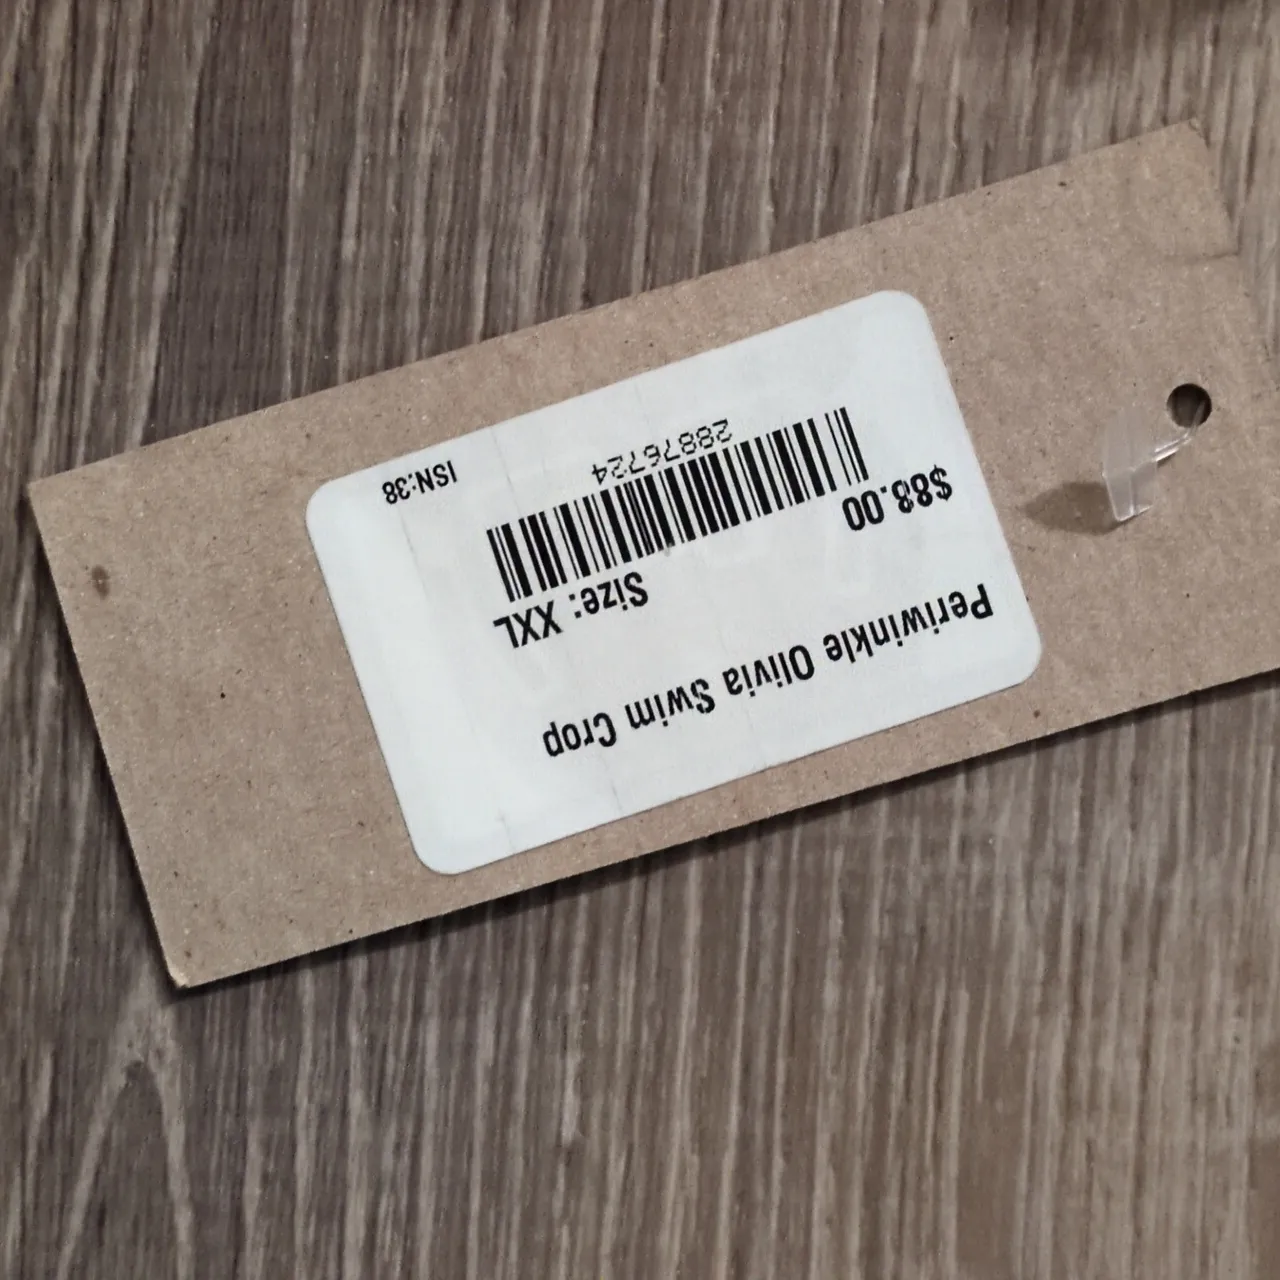 Periwinkle Olivia Swim Crop
Size: XXL
$88.00
28876724
ISN:38